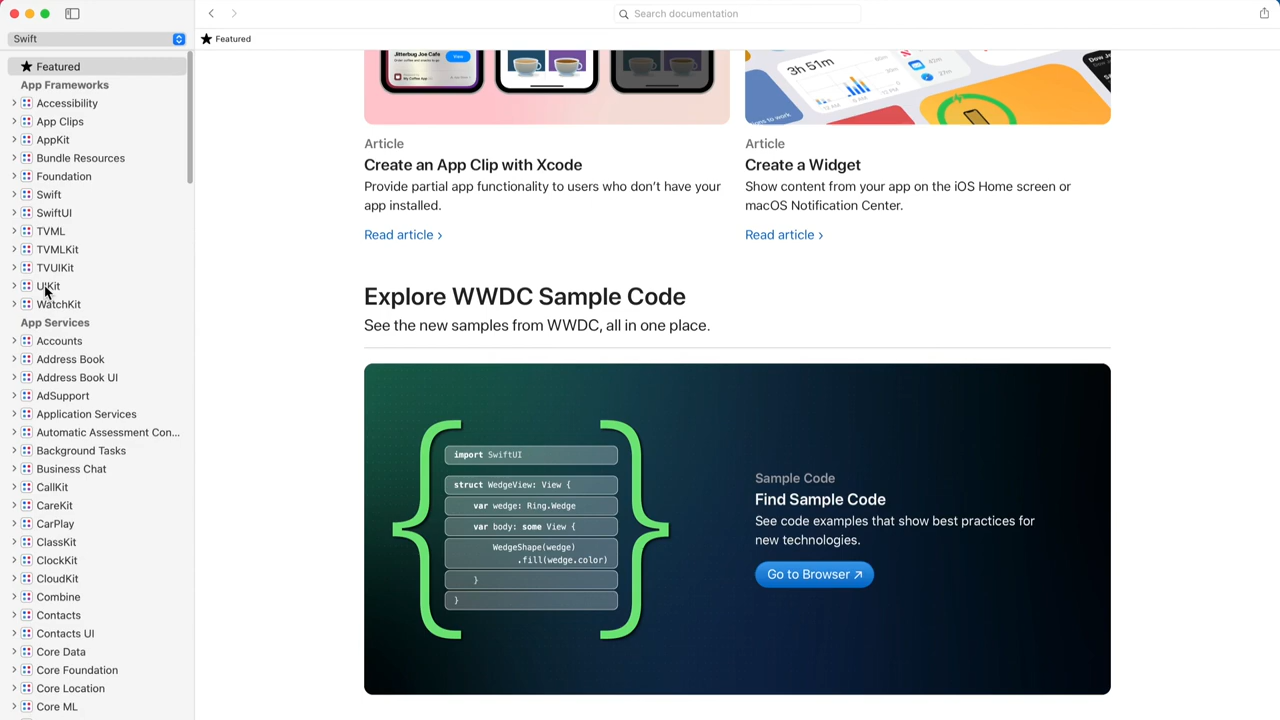 Search documentation
Swift
Featured
Featured
App Frameworks
Accessibility
App Clips
AppKit
Bundle Resources
Foundation
Swift
SwiftUI
TVML
TVMLKit
TVUIKit
UIKit
WatchKit
App Services
Accounts
Address Book
Address Book UI
AdSupport
Application Services
Automatic Assessment Con...
Background Tasks
Business Chat
CallKit
CareKit
CarPlay
ClassKit
ClockKit
CloudKit
Combine
Contacts
Contacts UI
Core Data
Core Foundation
Core Location
Core ML
Jitterbug Joe Cafe
View
3h 51m
Article
Create an App Clip with Xcode
Provide partial app functionality to users who don’t have your
app installed.
Read article ›
Article
Create a Widget
Show content from your app on the iOS Home screen or
macOS Notification Center.
Read article ›
Explore WWDC Sample Code
See the new samples from WWDC, all in one place.
import SwiftUI
struct WedgeView: View {
var wedge: Ring.Wedge
var body: some View {
WedgeShape(wedge)
.fill(wedge.color)
}
}
Sample Code
Find Sample Code
See code examples that show best practices for
new technologies.
Go to Browser ↗